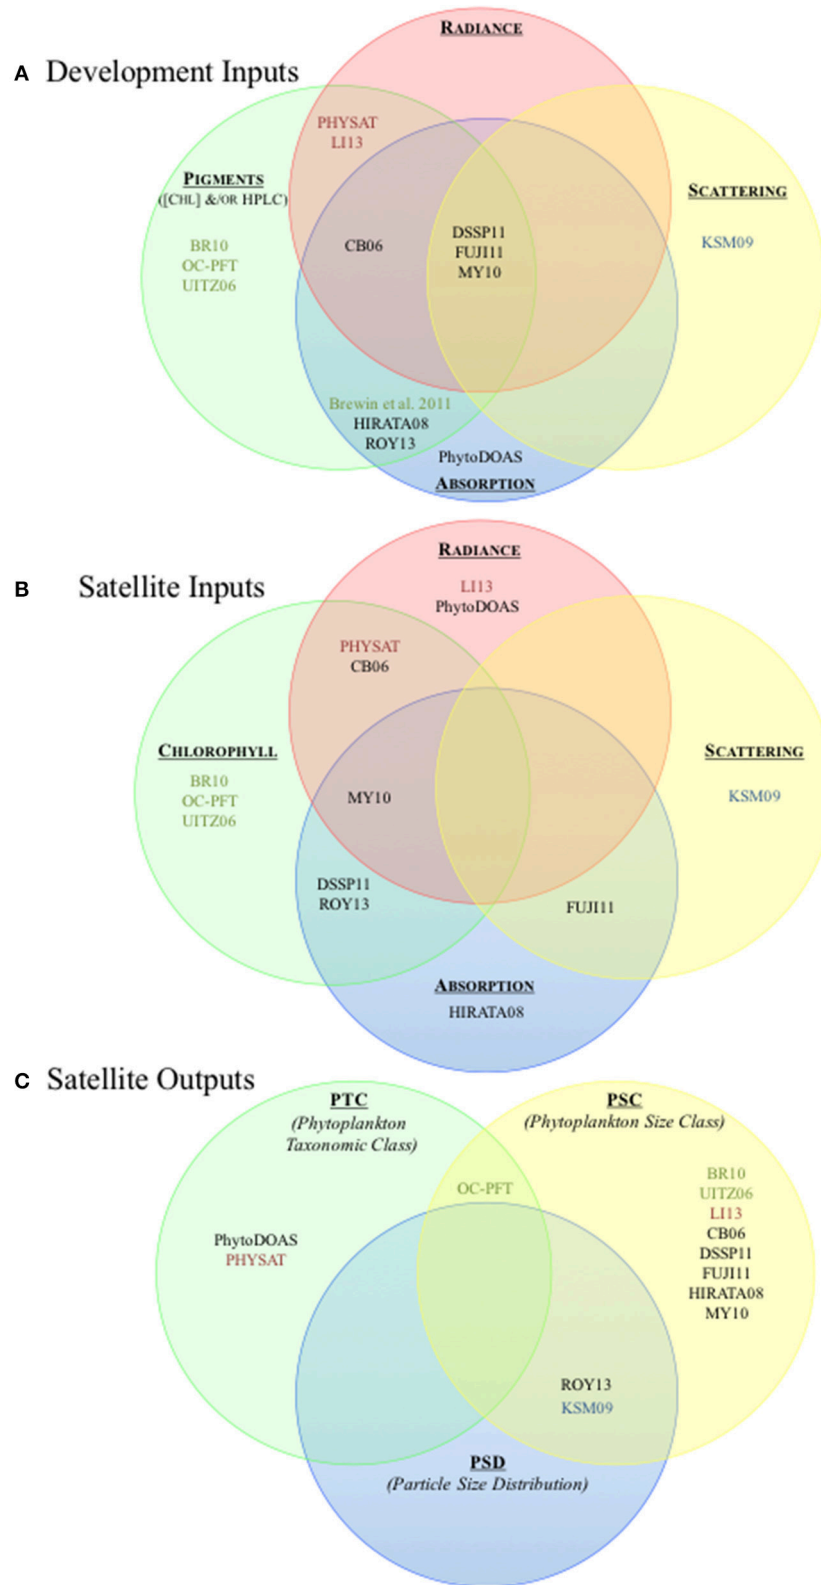 RADIANCE
A Development Inputs
PHYSAT
LI13
PIGMENTS
([CHL] &/OR HPLC)
SCATTERING
BR10
OC-PFT
UITZ06
CB06
DSSP11
FUJI11
MY10
KSM09
Brewin et al. 2011
HIRATA08
ROY13
PhytoDOAS
ABSORPTION
RADIANCE
B Satellite Inputs
LI13
PhytoDOAS
PHYSAT
CB06
CHLOROPHYLL
SCATTERING
BR10
OC-PFT
UITZ06
MY10
KSM09
DSSP11
ROY13
FUJI11
ABSORPTION
HIRATA08
C Satellite Outputs
PTC
(Phytoplankton
Taxonomic Class)
PSC
(Phytoplankton Size Class)
OC-PFT
BR10
UITZ06
LI13
CB06
DSSP11
FUJI11
HIRATA08
MY10
PhytoDOAS
PHYSAT
ROY13
KSM09
PSD
(Particle Size Distribution)